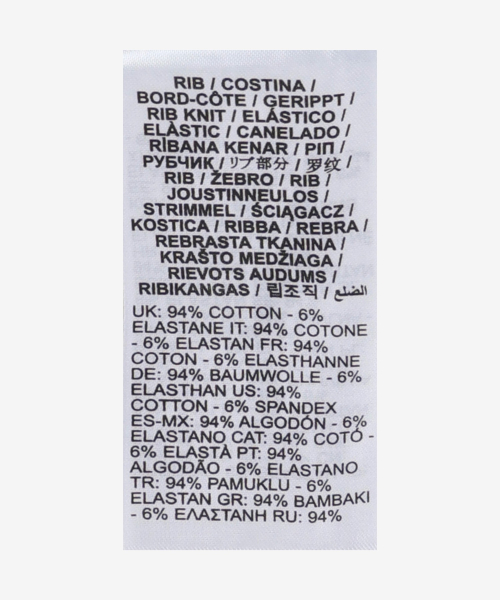 RIB / COSTINA /
BORD-CÔTE / GERIPPT /
RIB KNIT / ELÁSTICO /
ELÀSTIC / CANELADO /
RİBANA KENAR / ΡΙΠ /
РУБЧИК / リブ部分 / 罗纹 /
RIB / ŽEBRO / RIB /
JOUSTINNEULOS /
STRIMMEL / ŚCIĄGACZ /
KOSTICA / RIBBA / REBRA /
REBRASTA TKANINA /
KRAŠTO MEDŽIAGA /
RIEVOTS AUDUMS /
RIBIKANGAS / 립조직 / الضلع
UK: 94% COTTON - 6%
ELASTANE IT: 94% COTONE
- 6% ELASTAN FR: 94%
COTON - 6% ELASTHANNE
DE: 94% BAUMWOLLE - 6%
ELASTHAN US: 94%
COTTON - 6% SPANDEX
ES-MX: 94% ALGODÓN - 6%
ELASTANO CAT: 94% COTÓ -
6% ELASTÀ PT: 94%
ALGODÃO - 6% ELASTANO
TR: 94% PAMUKLU - 6%
ELASTAN GR: 94% ΒΑΜΒΑΚΙ
- 6% ΕΛΑΣΤΑΝΗ RU: 94%